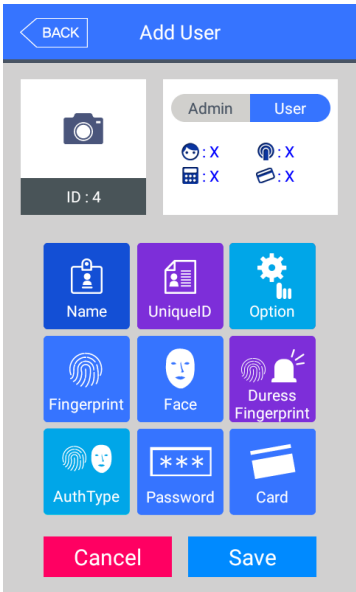 BACK
Add User
Admin User
: X : X
: X : X
ID : 4
Name UniqueID Option
Fingerprint Face Duress
Fingerprint
AuthType *** Password Card
Cancel Save